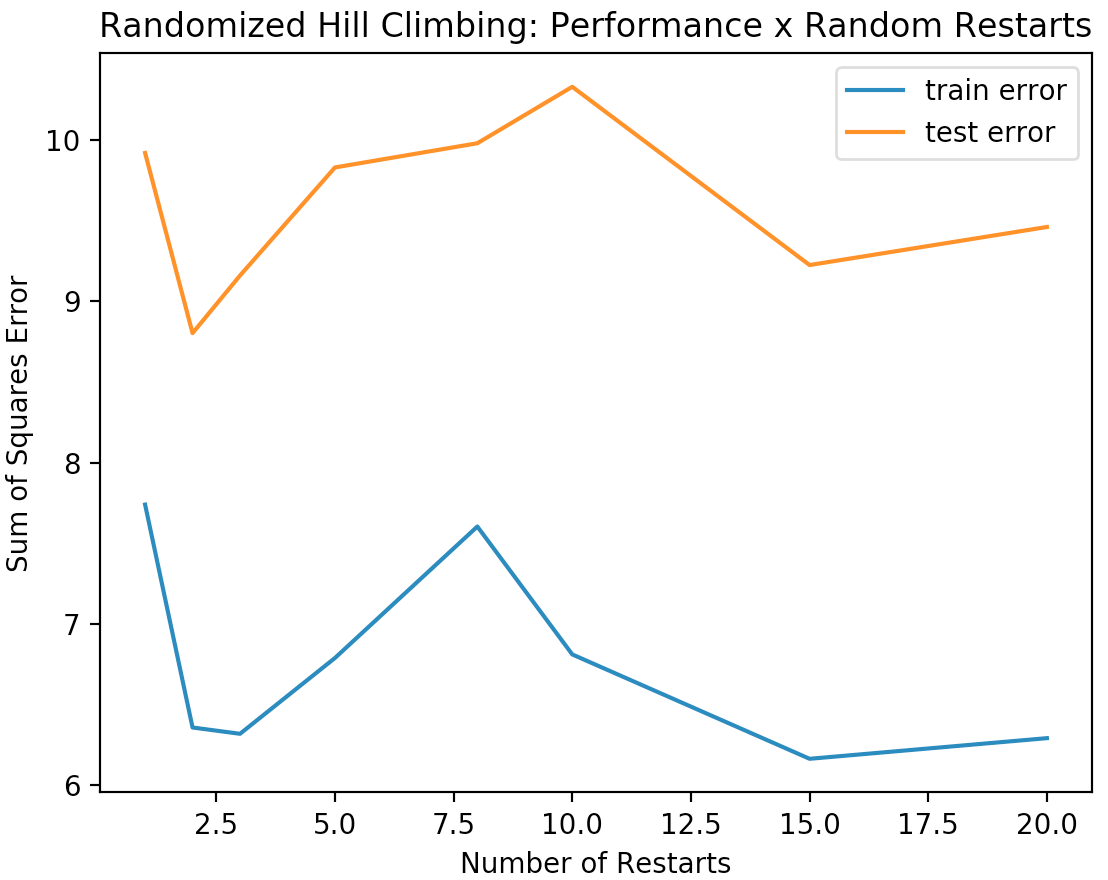 Randomized Hill Climbing: Performance x Random Restarts
train error
test error
10
9
8
7
6
Sum of Squares Error
2.5 5.0 7.5 10.0 12.5 15.0 17.5 20.0
Number of Restarts